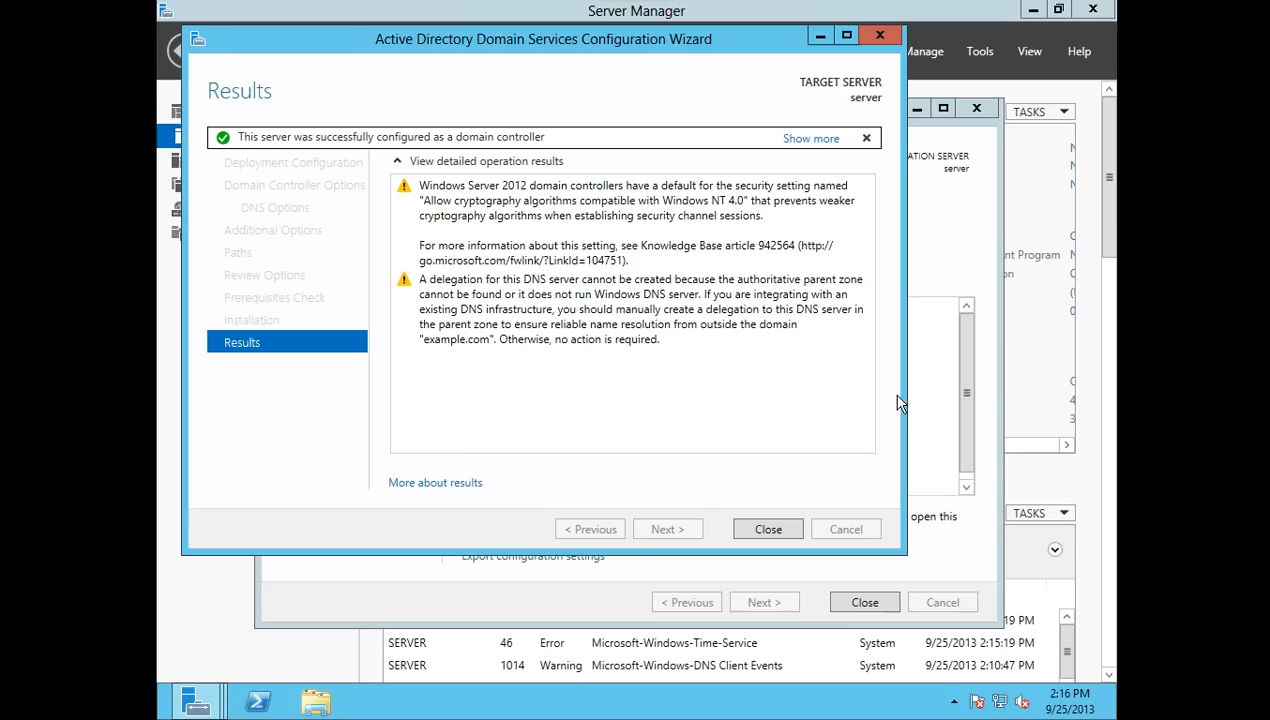 Server Manager
Active Directory Domain Services Configuration Wizard
Manage
Tools
View
Help
Results
TARGET SERVER
server
TASKS
This server was successfully configured as a domain controller
Show more
Deployment Configuration
Domain Controller Options
DNS Options
Additional Options
Paths
Review Options
Prerequisites Check
Installation
Results
View detailed operation results
Windows Server 2012 domain controllers have a default for the security setting named
"Allow cryptography algorithms compatible with Windows NT 4.0" that prevents weaker
cryptography algorithms when establishing security channel sessions.
For more information about this setting, see Knowledge Base article 942564 (http://
go.microsoft.com/fwlink/?LinkId=104751).
A delegation for this DNS server cannot be created because the authoritative parent zone
cannot be found or it does not run Windows DNS server. If you are integrating with an
existing DNS infrastructure, you should manually create a delegation to this DNS server in
the parent zone to ensure reliable name resolution from outside the domain
"example.com". Otherwise, no action is required.
More about results
< Previous
Next >
Close
Cancel
ATION SERVER
server
nt Program
on
open this
TASKS
Export configuration settings
< Previous
Next >
Close
Cancel
:19 PM
SERVER 46 Error Microsoft-Windows-Time-Service System 9/25/2013 2:15:19 PM
SERVER 1014 Warning Microsoft-Windows-DNS Client Events System 9/25/2013 2:10:47 PM
2:16 PM
9/25/2013